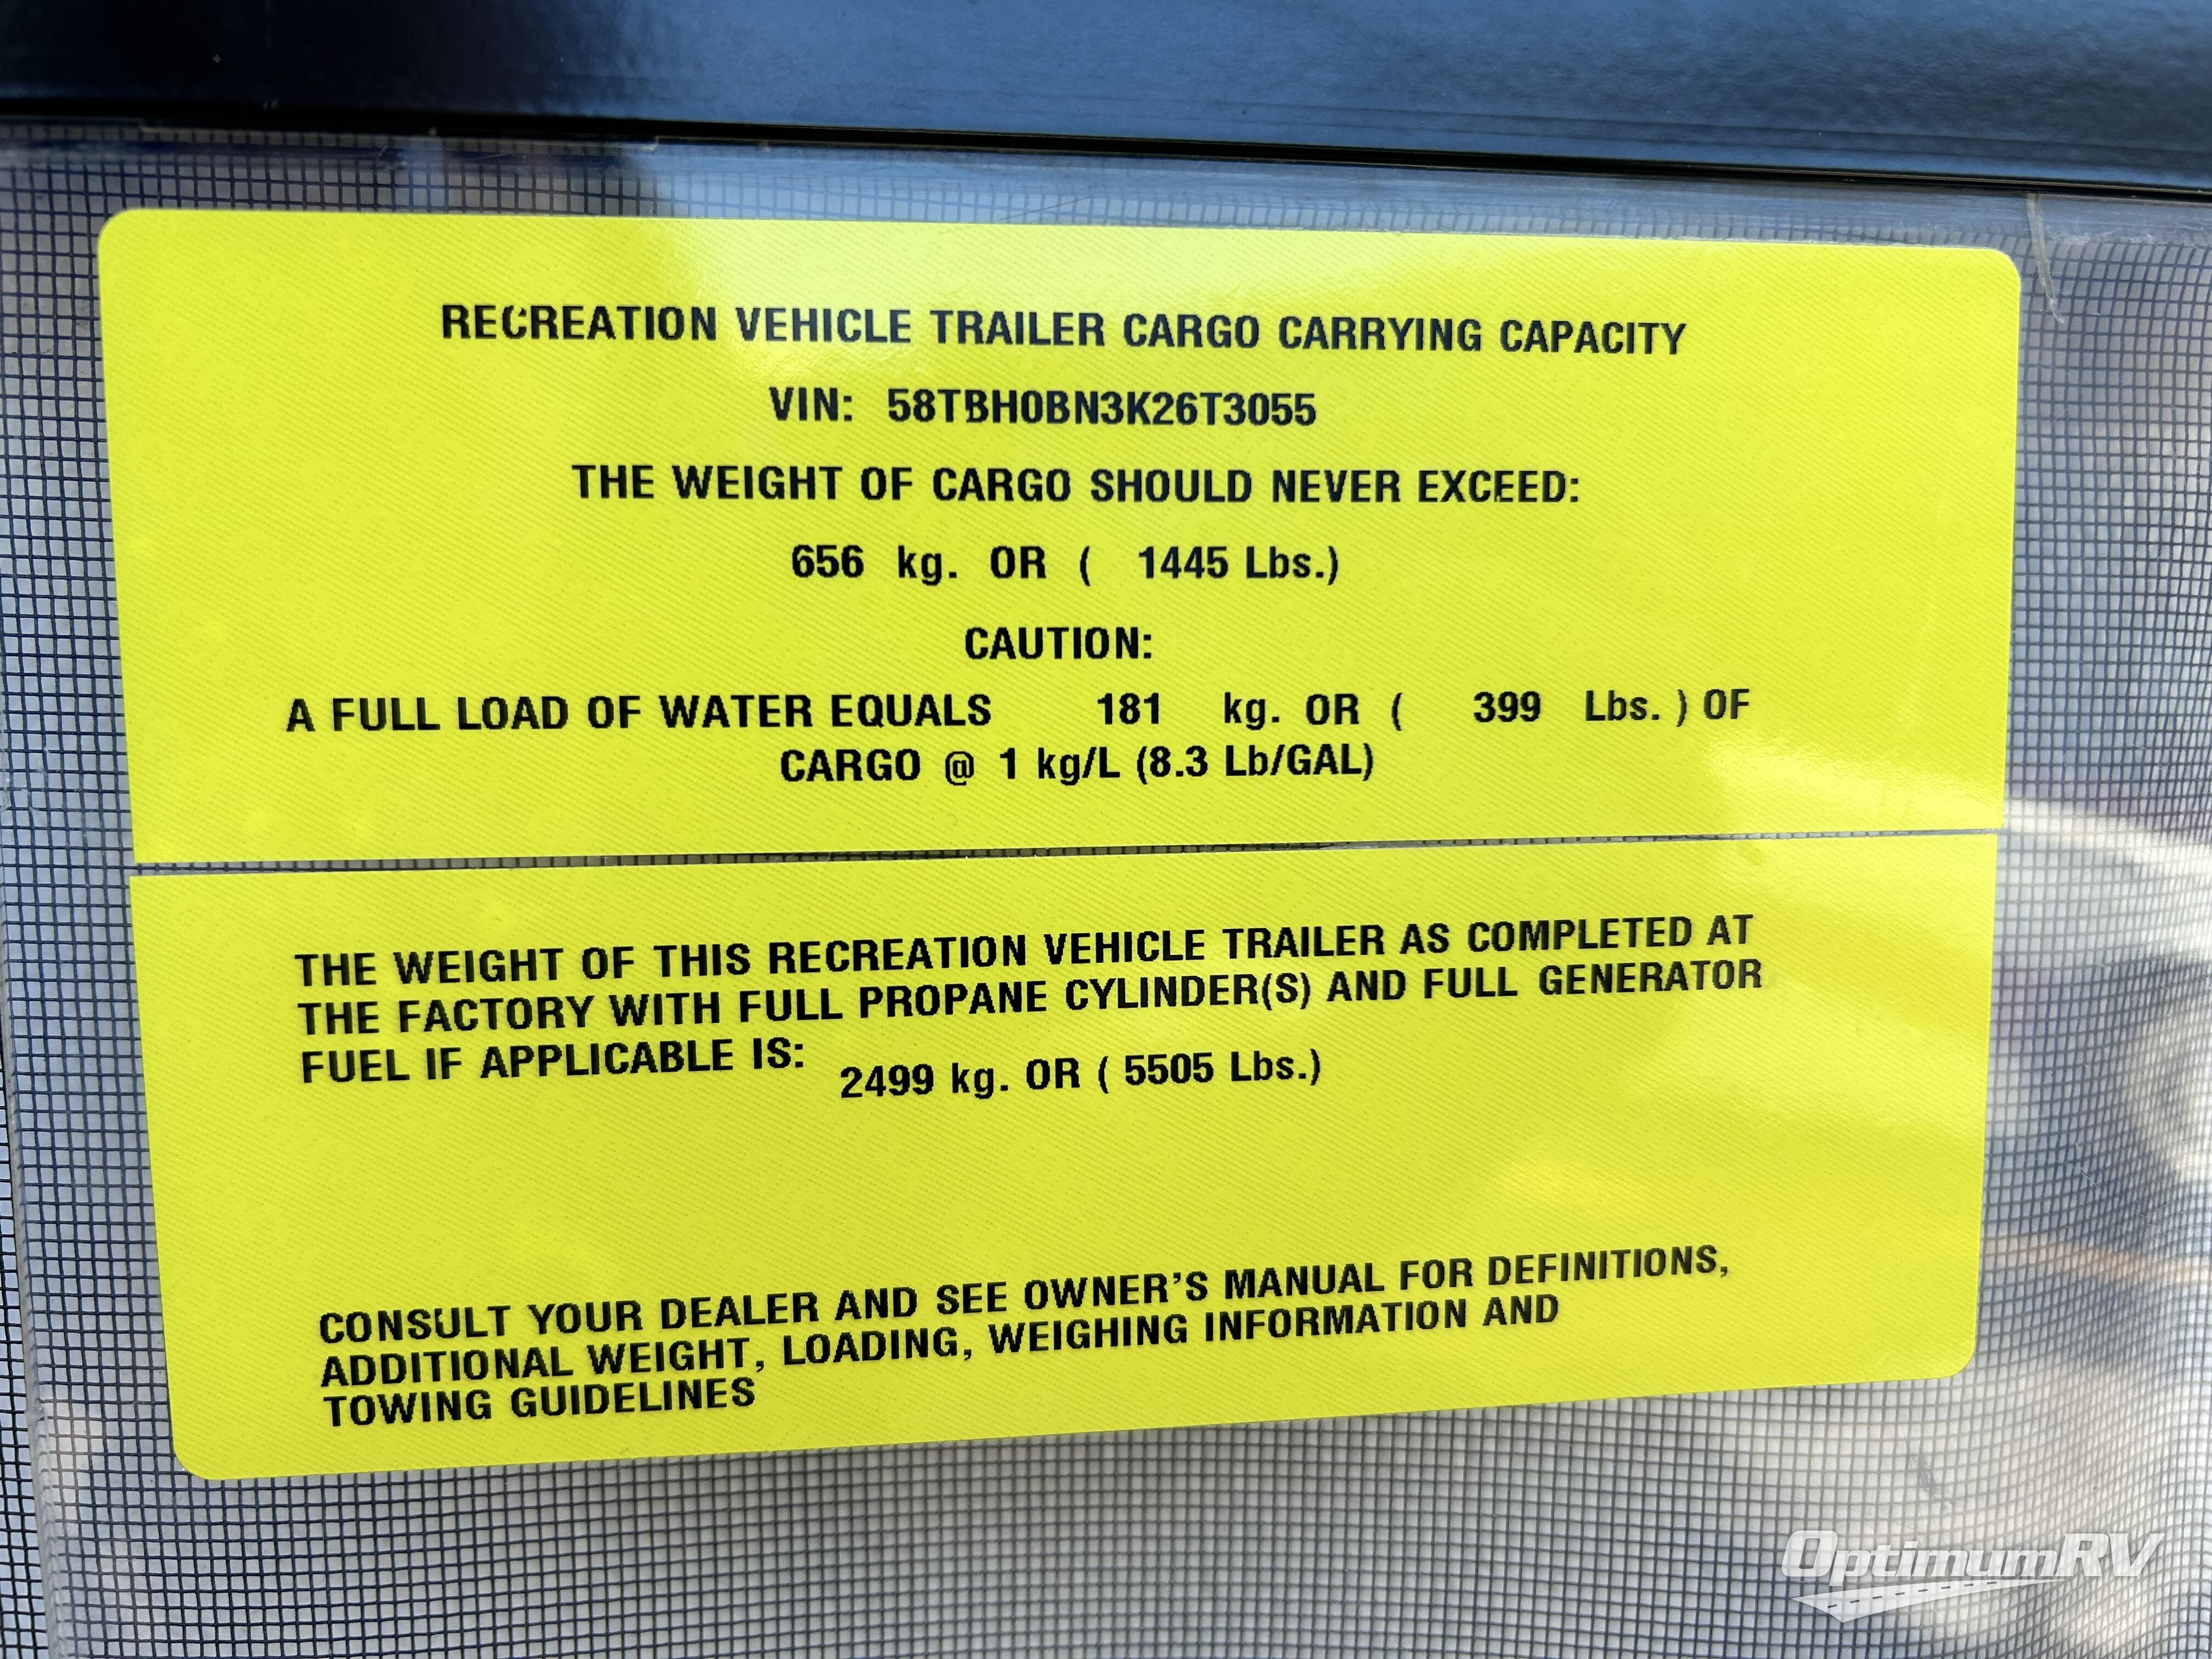 RECREATION VEHICLE TRAILER CARGO CARRYING CAPACITY
VIN: 58TBH0BN3K26T3055
THE WEIGHT OF CARGO SHOULD NEVER EXCEED:
656 kg. OR ( 1445 Lbs.)
CAUTION:
A FULL LOAD OF WATER EQUALS 181 kg. OR ( 399 Lbs. ) OF
CARGO @ 1 kg/L (8.3 Lb/GAL)
THE WEIGHT OF THIS RECREATION VEHICLE TRAILER AS COMPLETED AT
THE FACTORY WITH FULL PROPANE CYLINDER(S) AND FULL GENERATOR
FUEL IF APPLICABLE IS: 2499 kg. OR ( 5505 Lbs.)
CONSULT YOUR DEALER AND SEE OWNER'S MANUAL FOR DEFINITIONS,
ADDITIONAL WEIGHT, LOADING, WEIGHING INFORMATION AND
TOWING GUIDELINES
OptimumRV